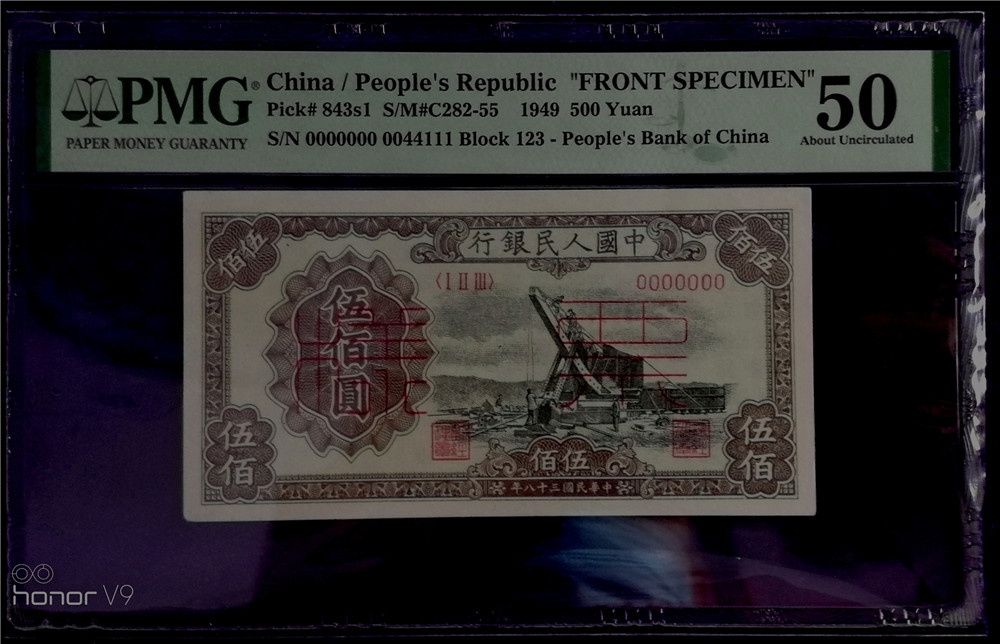 PMG® China / People's Republic "FRONT SPECIMEN" 50
Pick# 843s1 S/M#C282-55 1949 500 Yuan
PAPER MONEY GUARANTY S/N 0000000 0044111 Block 123 - People's Bank of China About Uncirculated
行銀民人國中
佰伍
佰伍
〈I II III〉 0000000
伍佰圓
伍佰
佰伍
伍佰
年八十三國民華中
honor V9